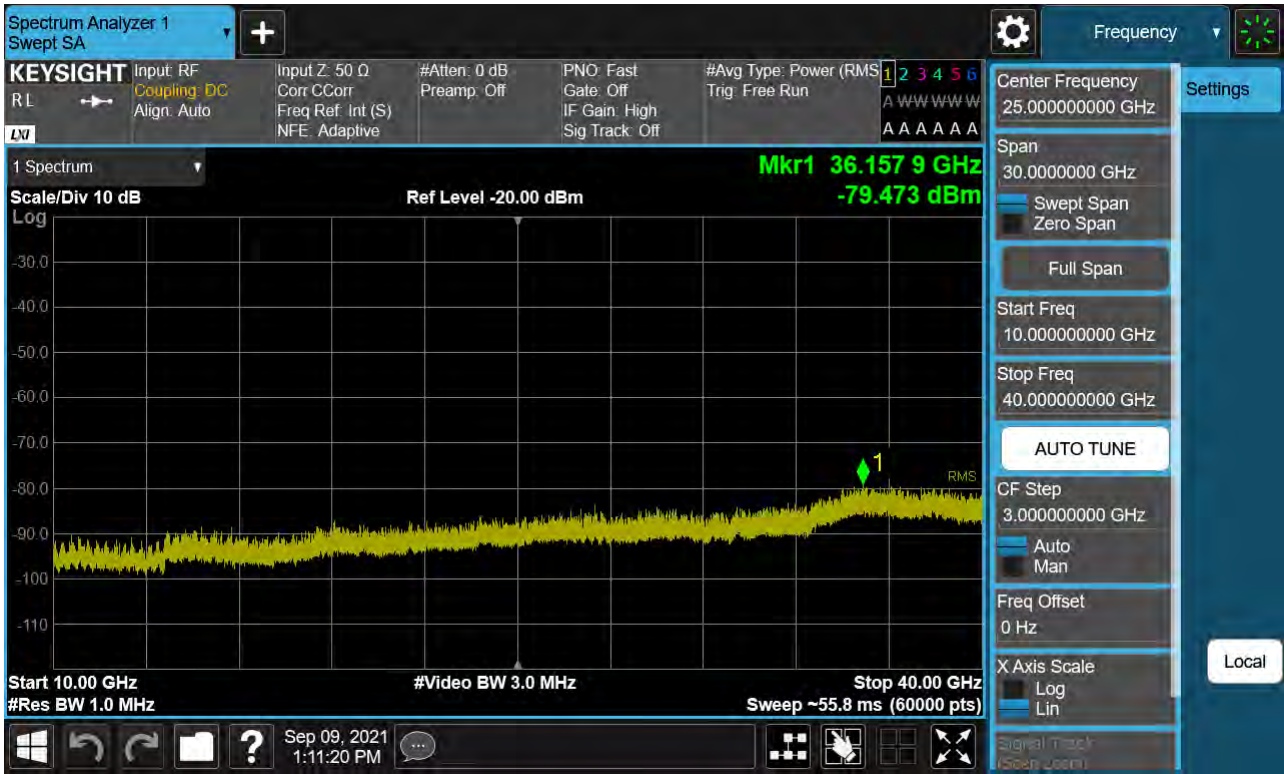 Spectrum Analyzer 1
Swept SA
+
Frequency
KEYSIGHT
RL
LXI
Input: RF
Coupling: DC
Align: Auto
Input Z: 50 Ω
Corr CCorr
Freq Ref: Int (S)
NFE: Adaptive
#Atten: 0 dB
Preamp: Off
PNO: Fast
Gate: Off
IF Gain: High
Sig Track: Off
#Avg Type: Power (RMS
Trig: Free Run
1 2 3 4 5 6
A W W W W W
A A A A A A
1 Spectrum
Scale/Div 10 dB
Ref Level -20.00 dBm
Mkr1 36.157 9 GHz
-79.473 dBm
Log
-30.0
-40.0
-50.0
-60.0
-70.0
-80.0
-90.0
-100
-110
1
RMS
Start 10.00 GHz
#Video BW 3.0 MHz
Stop 40.00 GHz
#Res BW 1.0 MHz
Sweep ~55.8 ms (60000 pts)
Center Frequency
25.000000000 GHz
Span
30.0000000 GHz
Swept Span
Zero Span
Full Span
Start Freq
10.000000000 GHz
Stop Freq
40.000000000 GHz
AUTO TUNE
CF Step
3.000000000 GHz
Auto
Man
Freq Offset
0 Hz
X Axis Scale
Log
Lin
Signal Track
(Span Zoom)
Settings
Local
?
Sep 09, 2021
1:11:20 PM